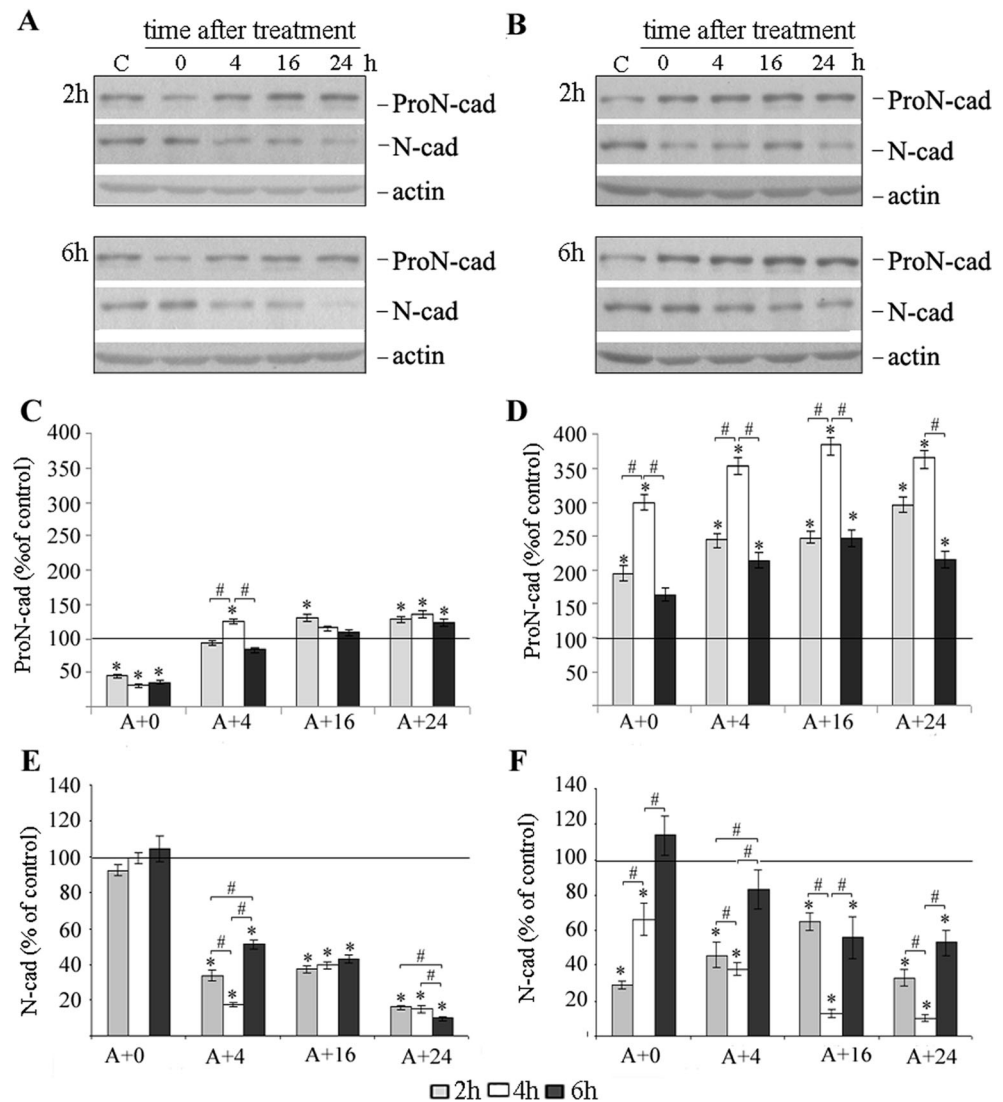 A
time after treatment
C 0 4 16 24 h
2h
ProN-cad
N-cad
actin
6h
ProN-cad
N-cad
actin
B
time after treatment
C 0 4 16 24 h
2h
ProN-cad
N-cad
actin
6h
ProN-cad
N-cad
actin
C
ProN-cad (%of control)
400
350
300
250
200
150
100
50
* * *
# #
*
*
* * *
A+0 A+4 A+16 A+24
D
ProN-cad (%of control)
400
350
300
250
200
150
100
50
# #
* *
# #
* * *
# #
* * *
#
* * *
A+0 A+4 A+16 A+24
E
N-cad (% of control)
140
120
100
80
60
40
20
#
# #
* * *
* * *
#
#
* * *
A+0 A+4 A+16 A+24
F
N-cad (% of control)
140
120
100
80
60
40
20
# #
* *
#
# #
* *
# #
* * *
# #
* * *
A+0 A+4 A+16 A+24
2h 4h 6h